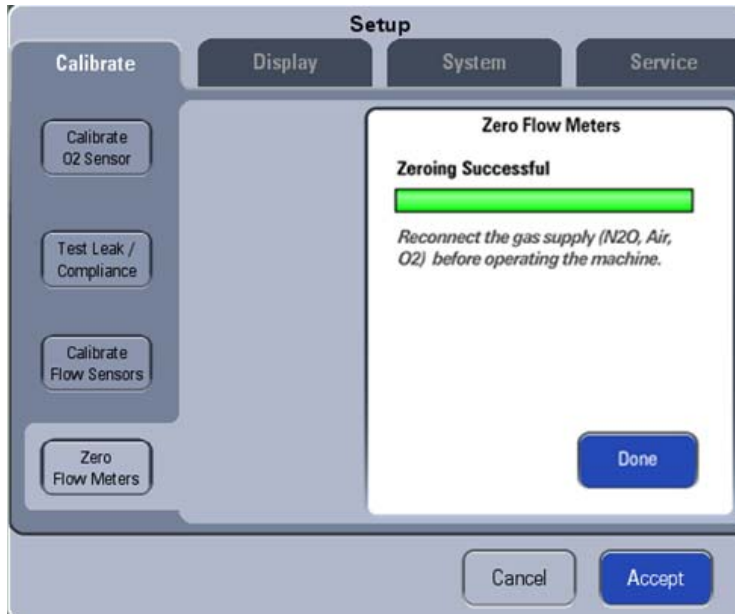 Setup
Calibrate
Display
System
Service
Calibrate
O2 Sensor
Test Leak /
Compliance
Calibrate
Flow Sensors
Zero
Flow Meters
Zero Flow Meters
Zeroing Successful
Reconnect the gas supply (N2O, Air,
O2) before operating the machine.
Done
Cancel
Accept